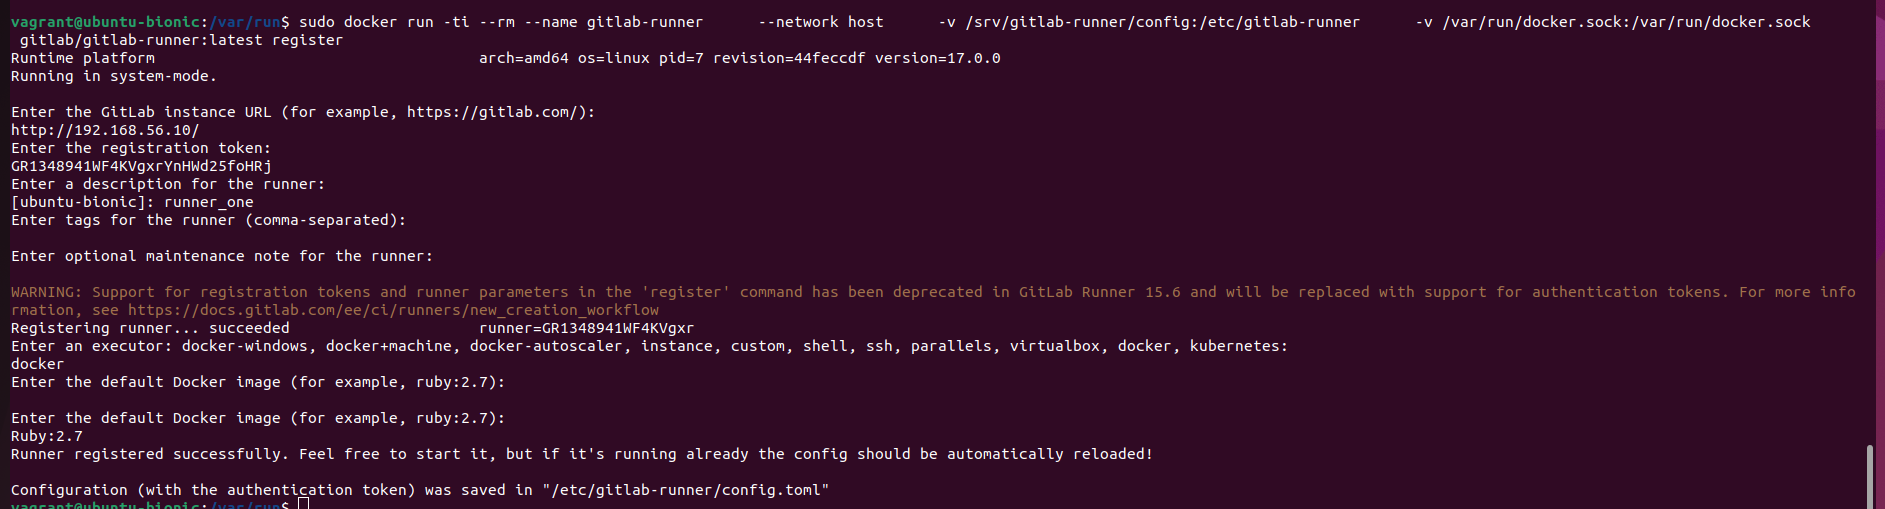 vagrant@ubuntu-bionic:/var/run$ sudo docker run -ti --rm --name gitlab-runner      --network host      -v /srv/gitlab-runner/config:/etc/gitlab-runner      -v /var/run/docker.sock:/var/run/docker.sock
 gitlab/gitlab-runner:latest register
Runtime platform                                    arch=amd64 os=linux pid=7 revision=44feccdf version=17.0.0
Running in system-mode.
Enter the GitLab instance URL (for example, https://gitlab.com/):
http://192.168.56.10/
Enter the registration token:
GR1348941WF4KVgxrYnHWd25foHRj
Enter a description for the runner:
[ubuntu-bionic]: runner_one
Enter tags for the runner (comma-separated):
Enter optional maintenance note for the runner:
WARNING: Support for registration tokens and runner parameters in the 'register' command has been deprecated in GitLab Runner 15.6 and will be replaced with support for authentication tokens. For more info
rmation, see https://docs.gitlab.com/ee/ci/runners/new_creation_workflow
Registering runner... succeeded                     runner=GR1348941WF4KVgxr
Enter an executor: docker-windows, docker+machine, docker-autoscaler, instance, custom, shell, ssh, parallels, virtualbox, docker, kubernetes:
docker
Enter the default Docker image (for example, ruby:2.7):
Enter the default Docker image (for example, ruby:2.7):
Ruby:2.7
Runner registered successfully. Feel free to start it, but if it's running already the config should be automatically reloaded!
Configuration (with the authentication token) was saved in "/etc/gitlab-runner/config.toml"
vagrant@ubuntu-bionic:/var/run$